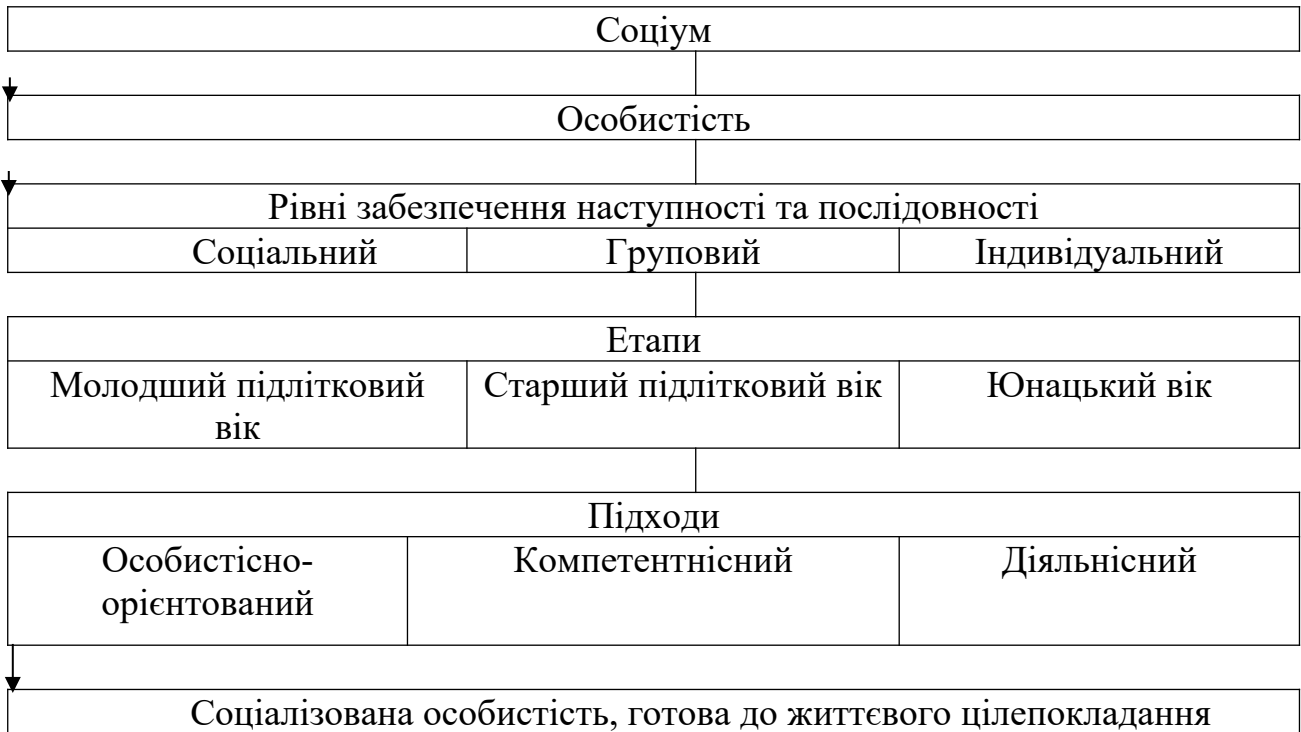 Соціум
Особистість
Рівні забезпечення наступності та послідовності
Соціальний Груповий Індивідуальний
Етапи
Молодший підлітковий Старший підлітковий вік Юнацький вік
вік
Підходи
Особистісно- Компетентнісний Діяльнісний
орієнтований
Соціалізована особистість, готова до життєвого цілепокладання